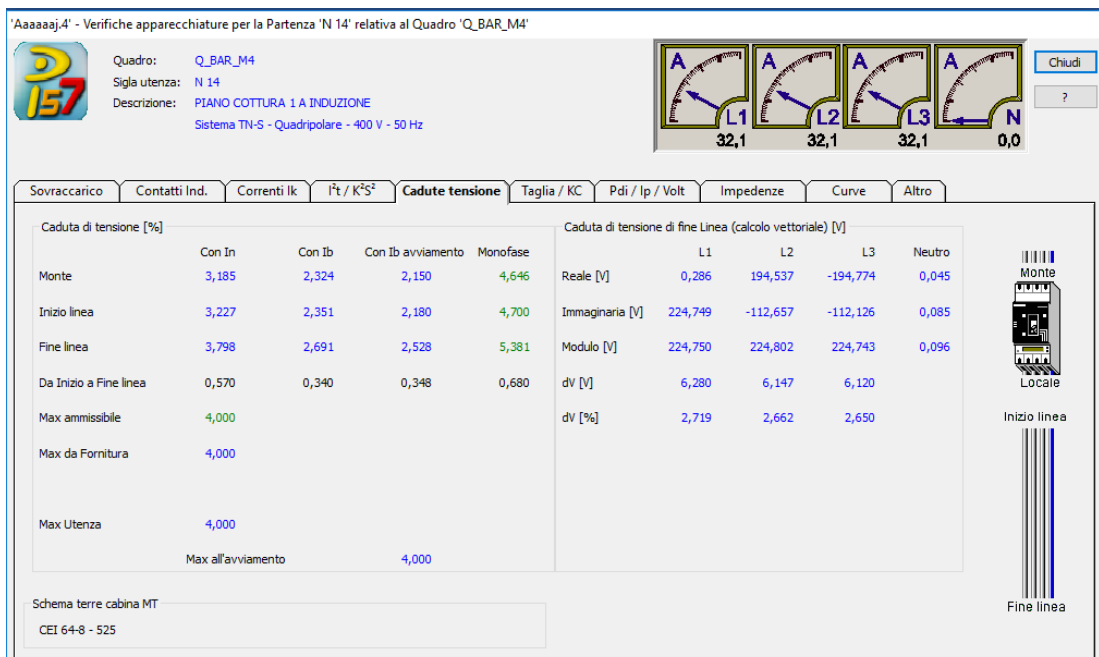 'Aaaaaaj.4' - Verifiche apparecchiature per la Partenza 'N 14' relativa al Quadro 'Q_BAR_M4'
Quadro: Q_BAR_M4
Sigla utenza: N 14
Descrizione: PIANO COTTURA 1 A INDUZIONE
Sistema TN-S - Quadripolare - 400 V - 50 Hz
A A A A
L1 L2 L3 N
32,1 32,1 32,1 0,0
Chiudi
?
Sovraccarico Contatti Ind. Correnti Ik I²t / K²S² Cadute tensione Taglia / KC Pdi / Ip / Volt Impedenze Curve Altro
Caduta di tensione [%]
Con In Con Ib Con Ib avviamento Monofase
Monte 3,185 2,324 2,150 4,646
Inizio linea 3,227 2,351 2,180 4,700
Fine linea 3,798 2,691 2,528 5,381
Da Inizio a Fine linea 0,570 0,340 0,348 0,680
Max ammissibile 4,000
Max da Fornitura 4,000
Max Utenza 4,000
Max all'avviamento 4,000
Caduta di tensione di fine Linea (calcolo vettoriale) [V]
L1 L2 L3 Neutro
Reale [V] 0,286 194,537 -194,774 0,045
Immaginaria [V] 224,749 -112,657 -112,126 0,085
Modulo [V] 224,750 224,802 224,743 0,096
dV [V] 6,280 6,147 6,120
dV [%] 2,719 2,662 2,650
Monte
Locale
Inizio linea
Fine linea
Schema terre cabina MT
CEI 64-8 - 525